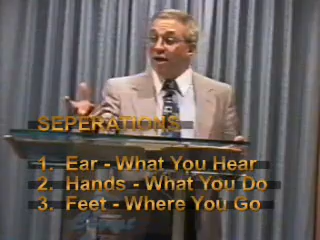 SEPERATIONS
1. Ear - What You Hear
2. Hands - What You Do
3. Feet - Where You Go